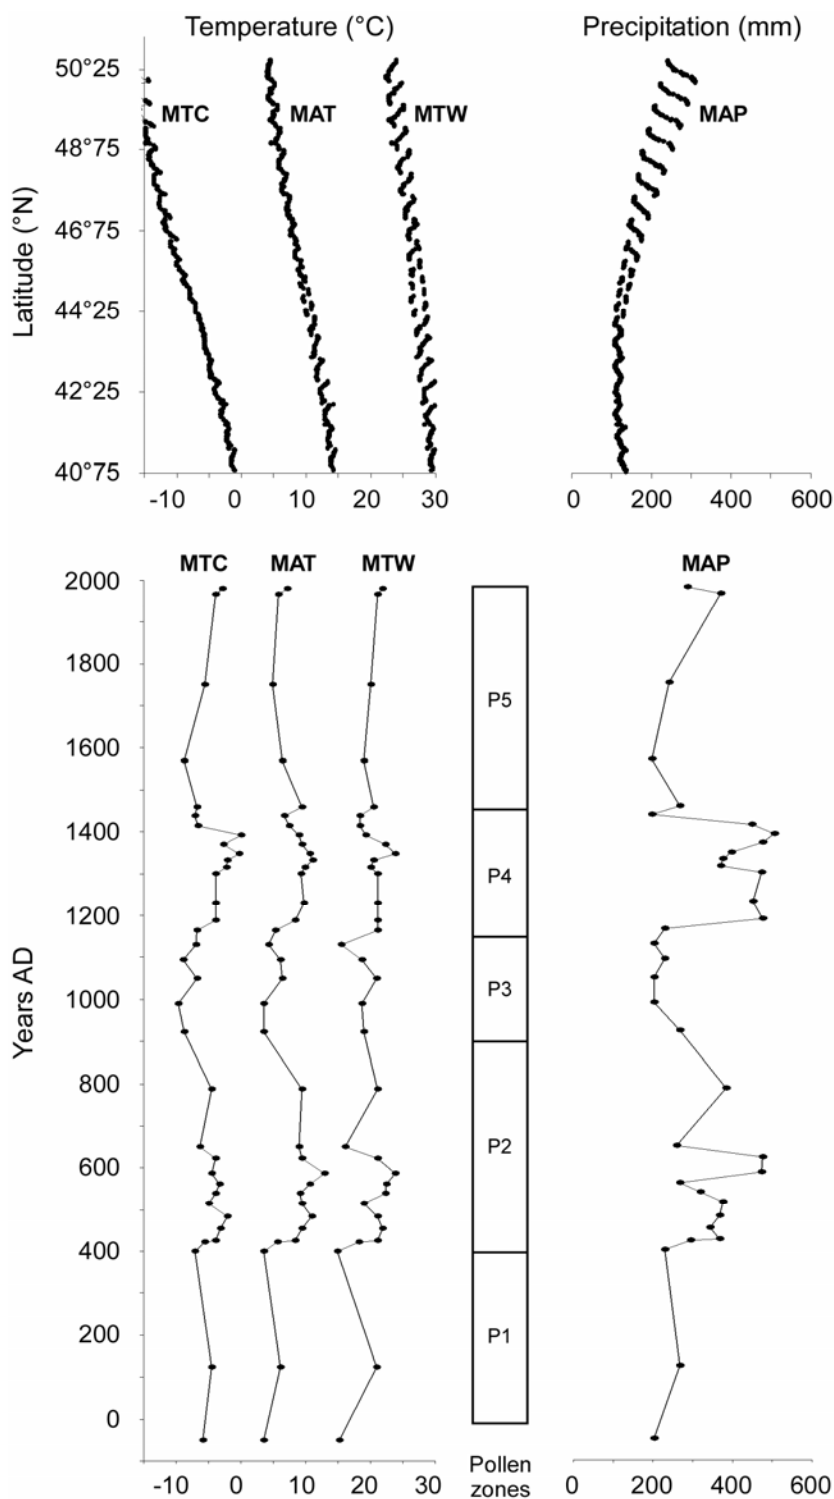 Temperature (°C) Precipitation (mm)
50°25
MTC MAT MTW MAP
48°75
46°75
44°25
42°25
40°75
Latitude (°N)
-10 0 10 20 30 0 200 400 600
MTC MAT MTW MAP
2000
1800
P5
1600
1400
P4
1200
P3
1000
800
P2
600
400
P1
200
0
Years AD
-10 0 10 20 30 Pollen zones 0 200 400 600